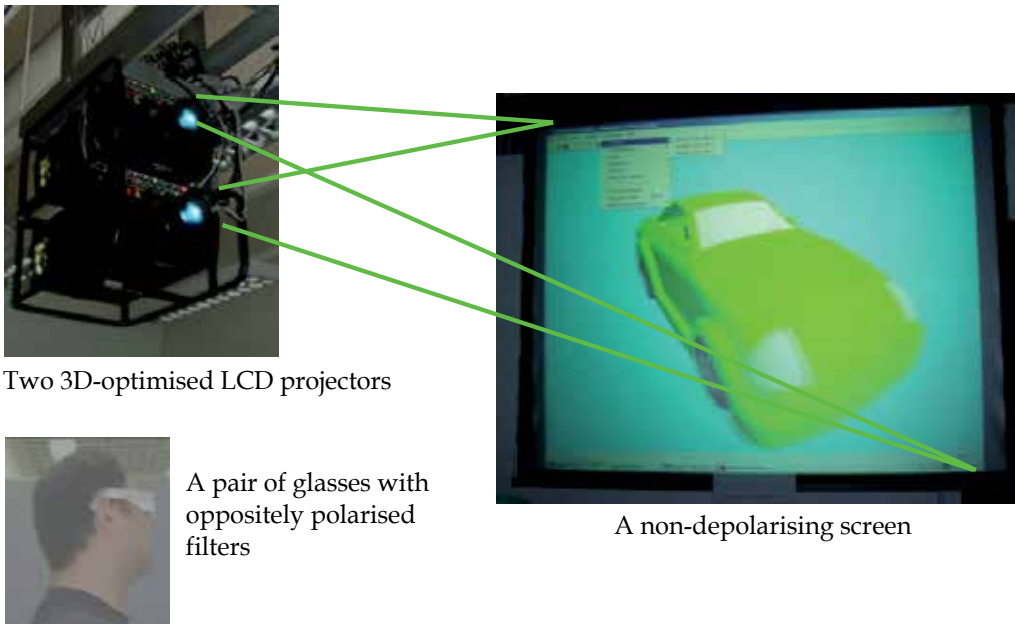 Two 3D-optimised LCD projectors
A pair of glasses with
oppositely polarised
filters
A non-depolarising screen